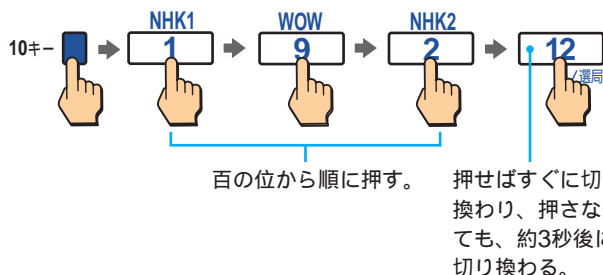 NHK1 WOW NHK2
10キー 1 9 2 12
/選局
百の位から順に押す。
押せばすぐに切
換わり、押さな
ても、約3秒後に
切り換わる。